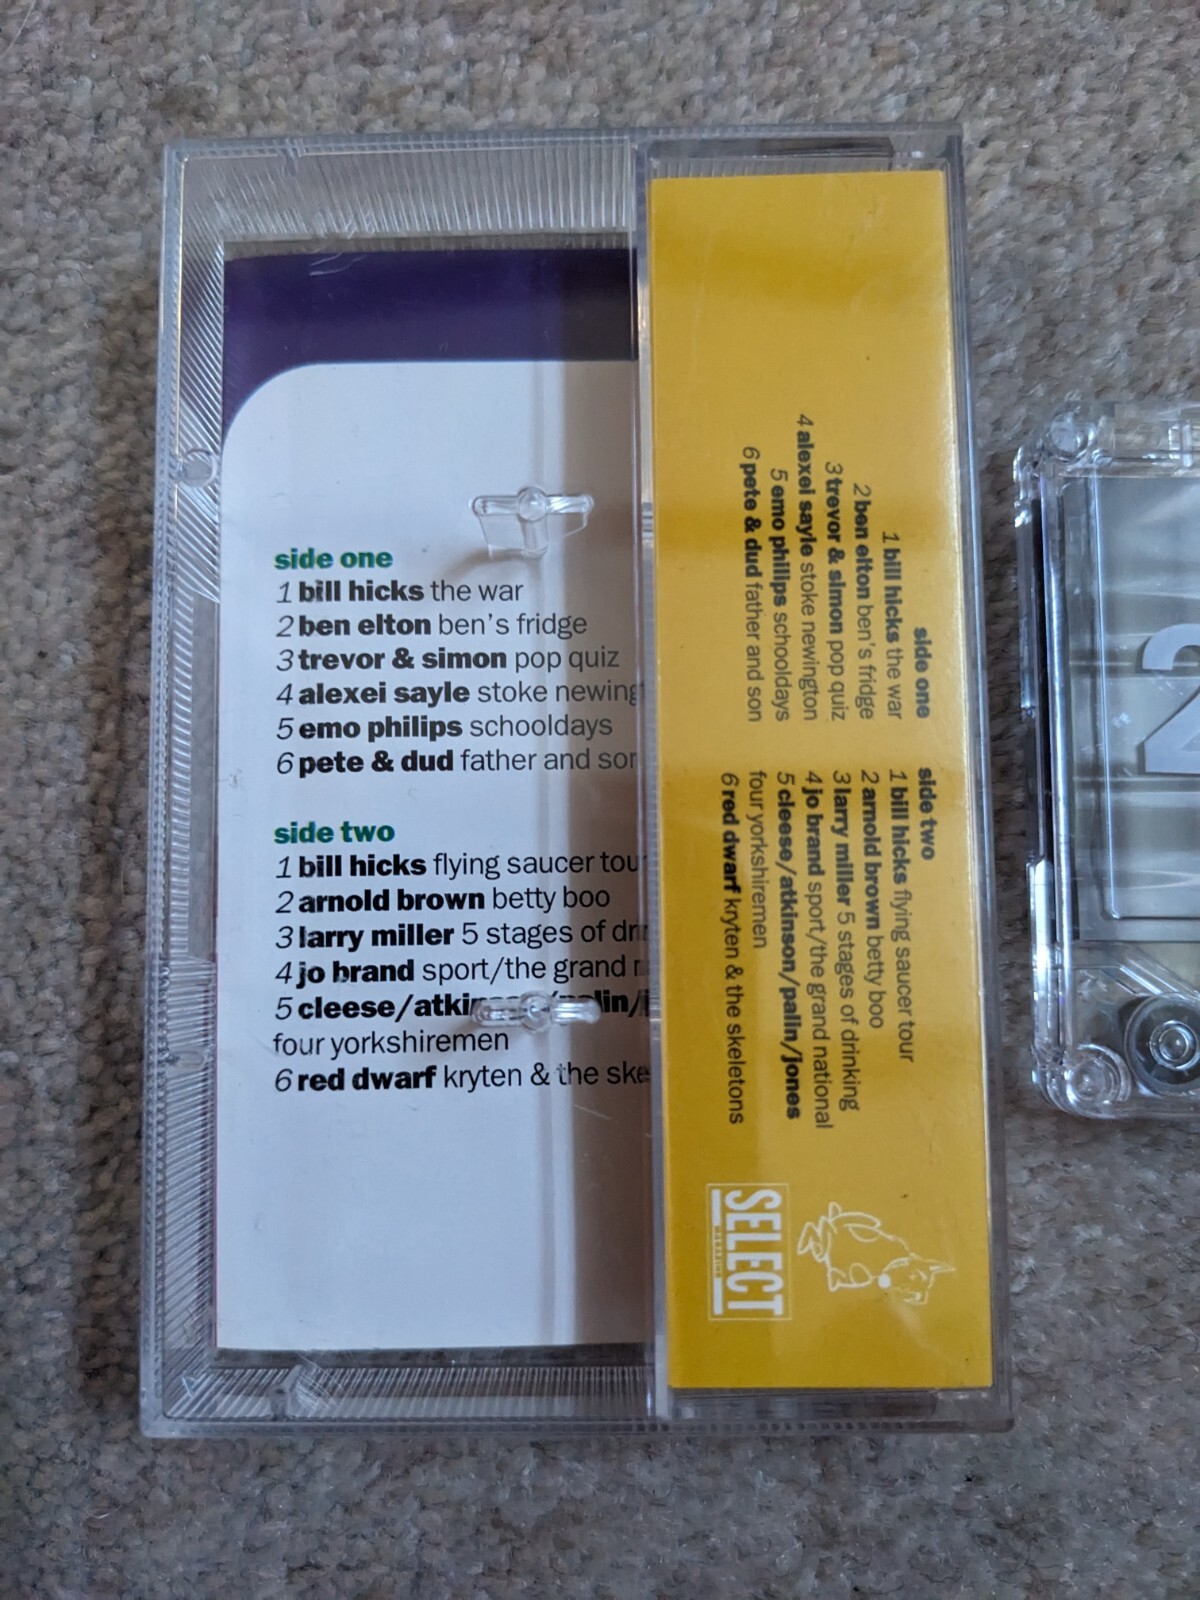 side one
1 bill hicks the war
2 ben elton ben's fridge
3 trevor & simon pop quiz
4 alexei sayle stoke newing
5 emo philips schooldays
6 pete & dud father and son
side two
1 bill hicks flying saucer tou
2 arnold brown betty boo
3 larry miller 5 stages of drin
4 jo brand sport/the grand n
5 cleese/atkinson/palin/j
four yorkshiremen
6 red dwarf kryten & the ske
side one
1 bill hicks the war
2 ben elton ben's fridge
3 trevor & simon pop quiz
4 alexei sayle stoke newington
5 emo philips schooldays
6 pete & dud father and son
side two
1 bill hicks flying saucer tour
2 arnold brown betty boo
3 larry miller 5 stages of drinking
4 jo brand sport/the grand national
5 cleese/atkinson/palin/jones
four yorkshiremen
6 red dwarf kryten & the skeletons
SELECT
MAGAZINE
2